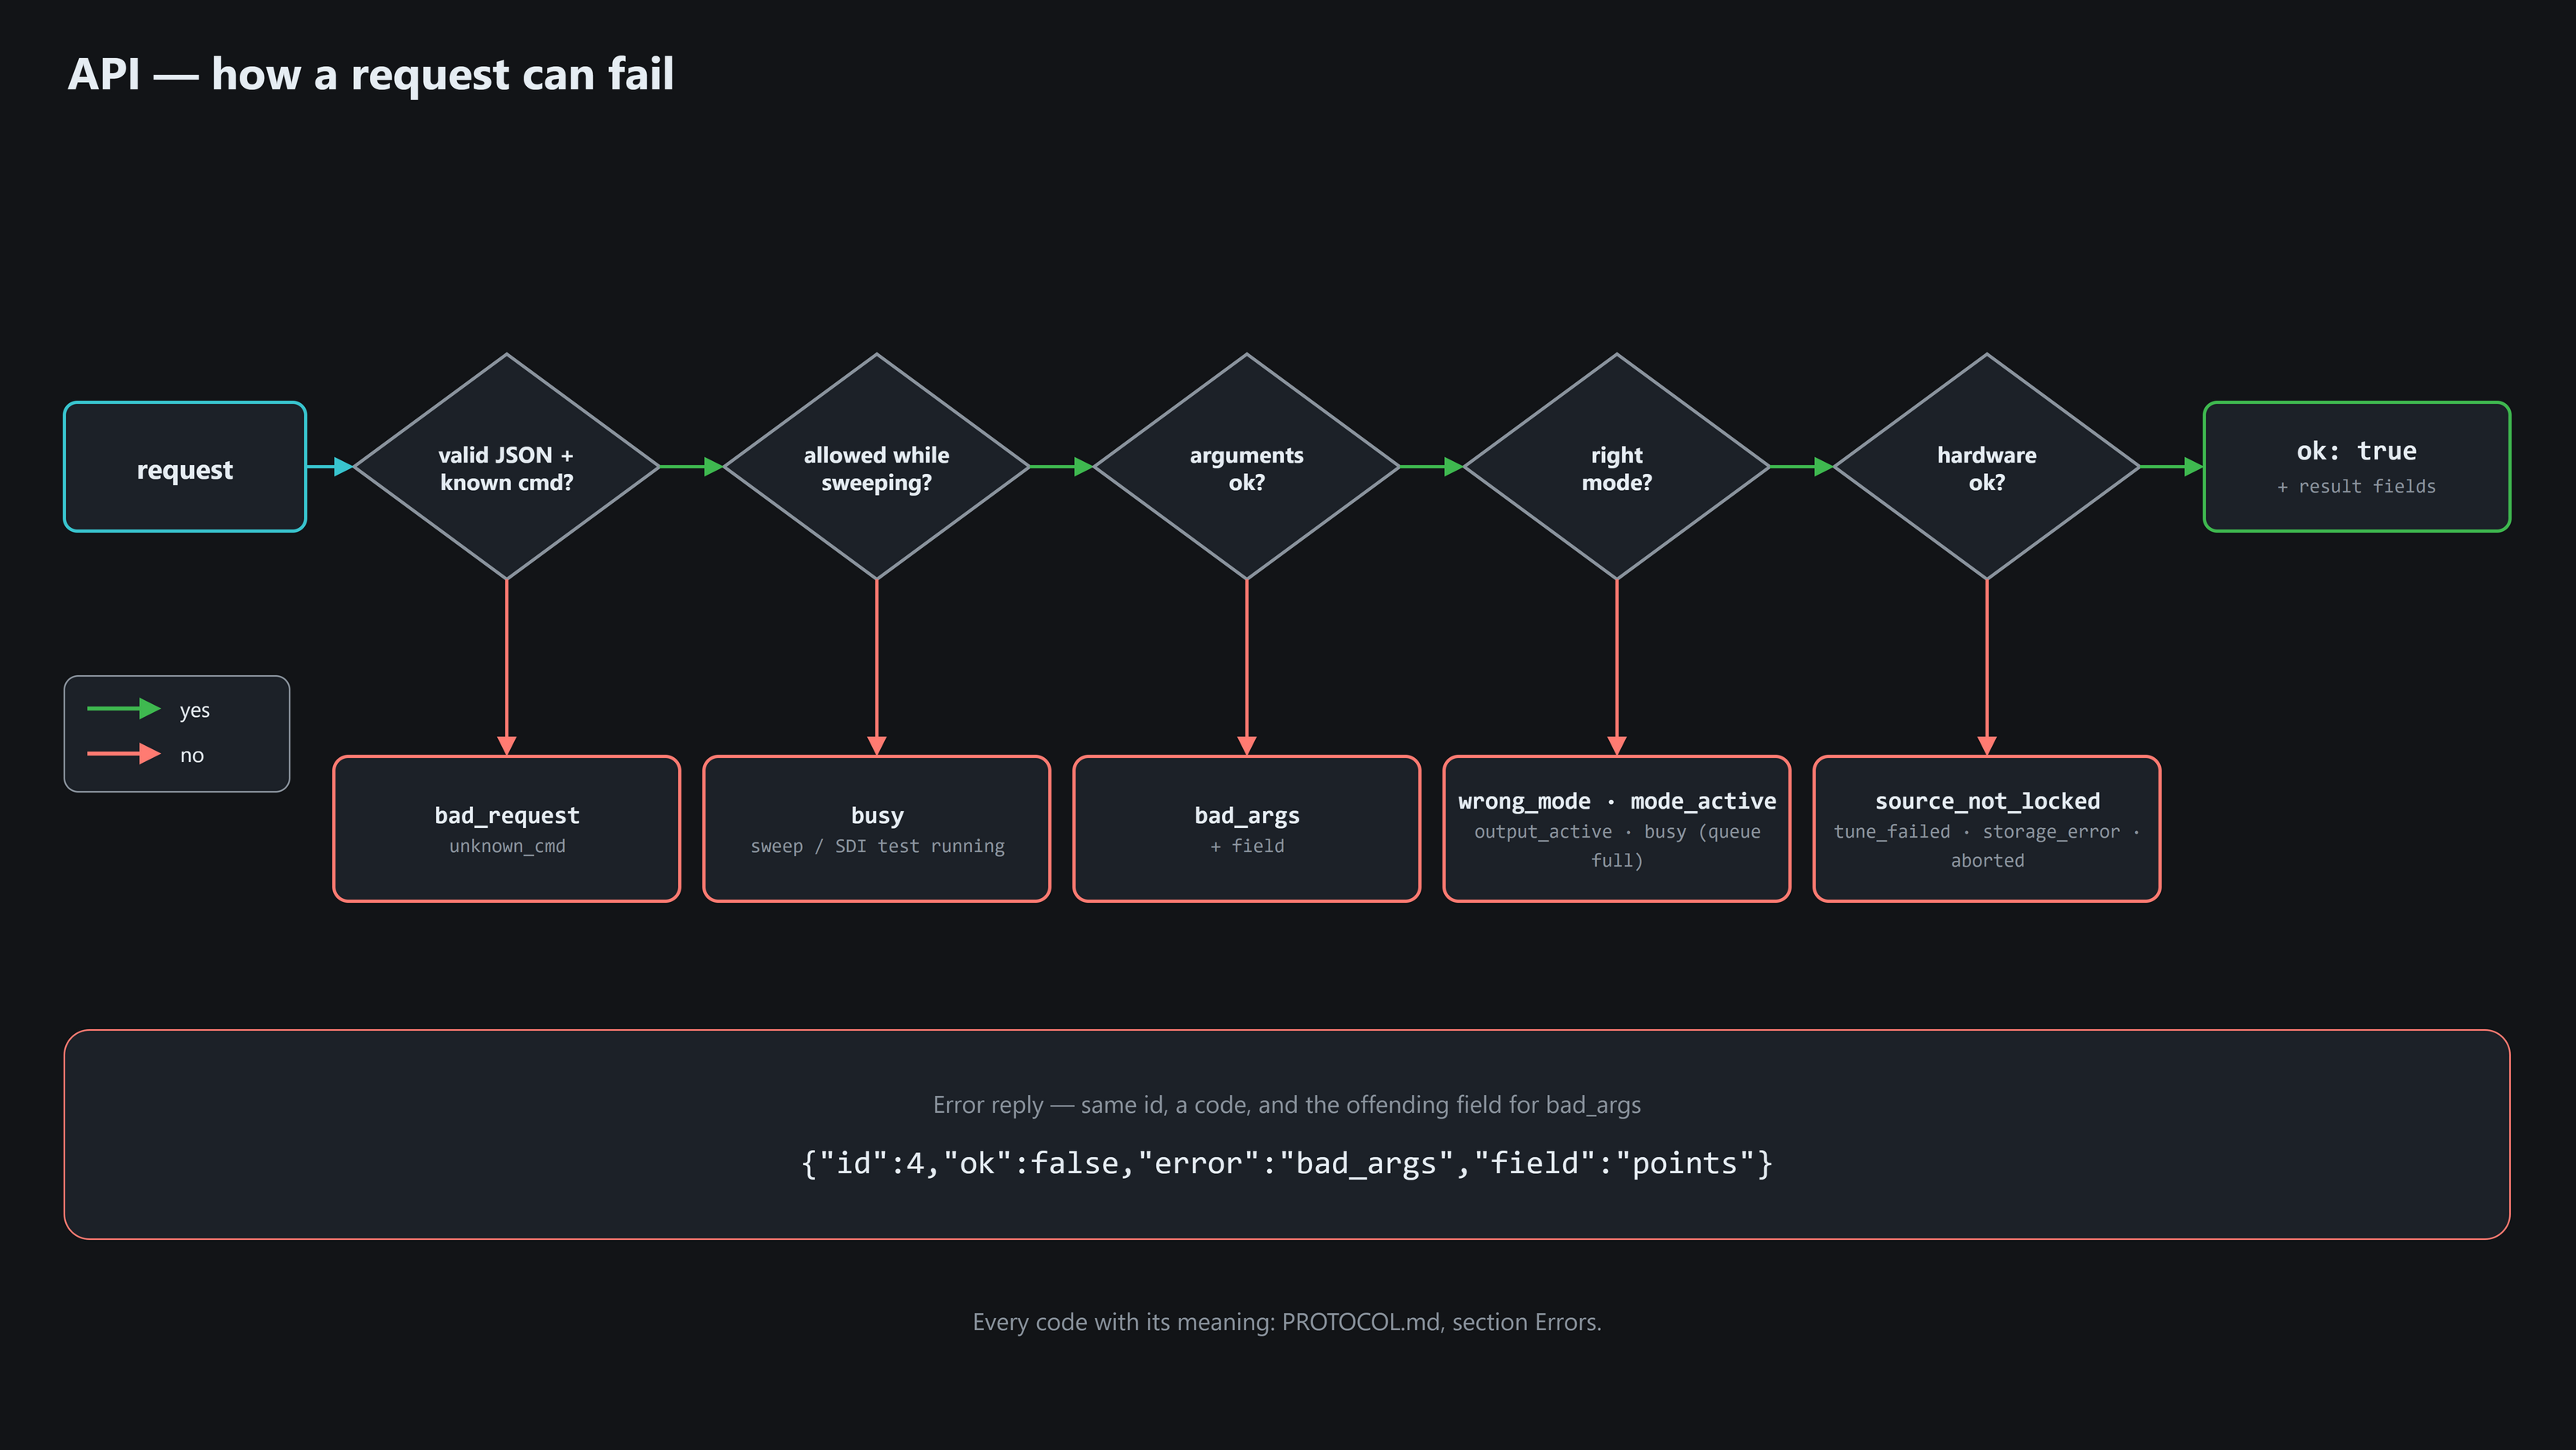 API — how a request can fail
request
valid JSON +
known cmd?
allowed while
sweeping?
arguments
ok?
right
mode?
hardware
ok?
ok: true
+ result fields
yes
no
bad_request
unknown_cmd
busy
sweep / SDI test running
bad_args
+ field
wrong_mode · mode_active
output_active · busy (queue
full)
source_not_locked
tune_failed · storage_error ·
aborted
Error reply — same id, a code, and the offending field for bad_args
{"id":4,"ok":false,"error":"bad_args","field":"points"}
Every code with its meaning: PROTOCOL.md, section Errors.